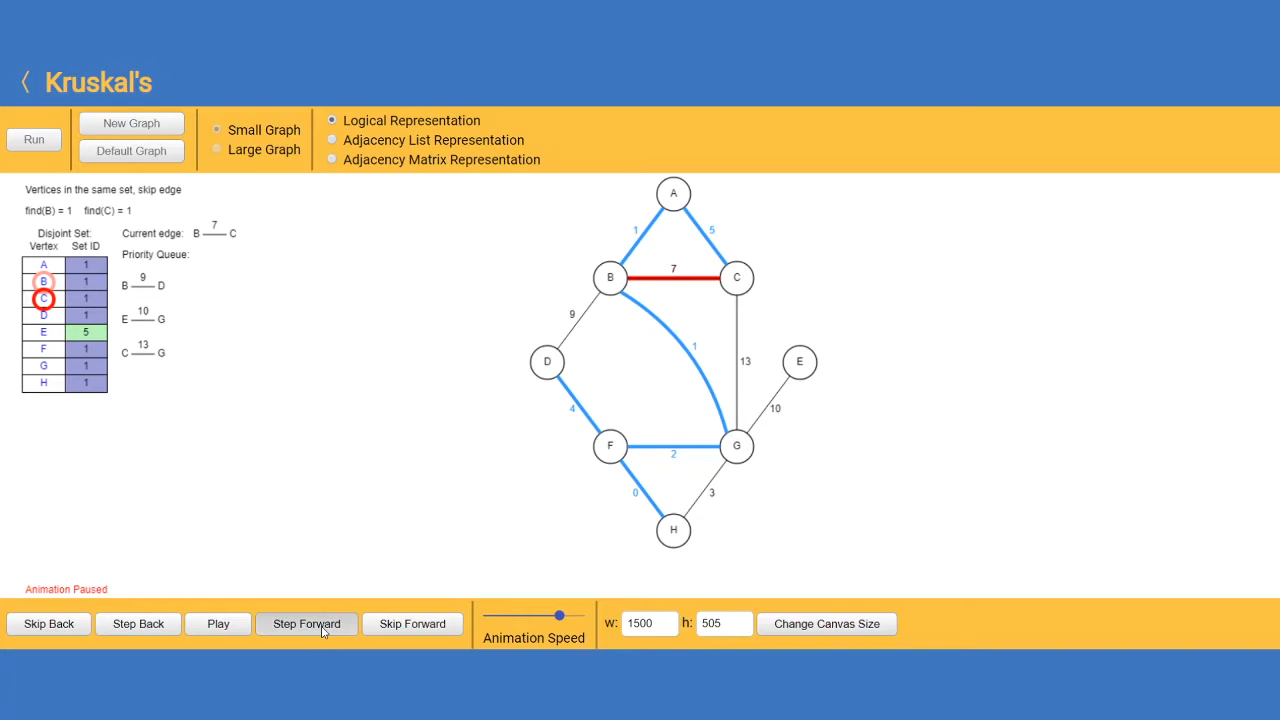 〈 Kruskal's
Run
New Graph
Default Graph
Small Graph
Large Graph
Logical Representation
Adjacency List Representation
Adjacency Matrix Representation
Vertices in the same set, skip edge
find(B) = 1 find(C) = 1
Disjoint Set:
Vertex Set ID
A 1
B 1
C 1
D 1
E 5
F 1
G 1
H 1
Current edge: B 7 C
Priority Queue:
B 9 D
E 10 G
C 13 G
A
1 5
B 7 C
9
1
D 13 E
4 10
F 2 G
0 3
H
Animation Paused
Skip Back
Step Back
Play
Step Forward
Skip Forward
Animation Speed
w: 1500 h: 505
Change Canvas Size